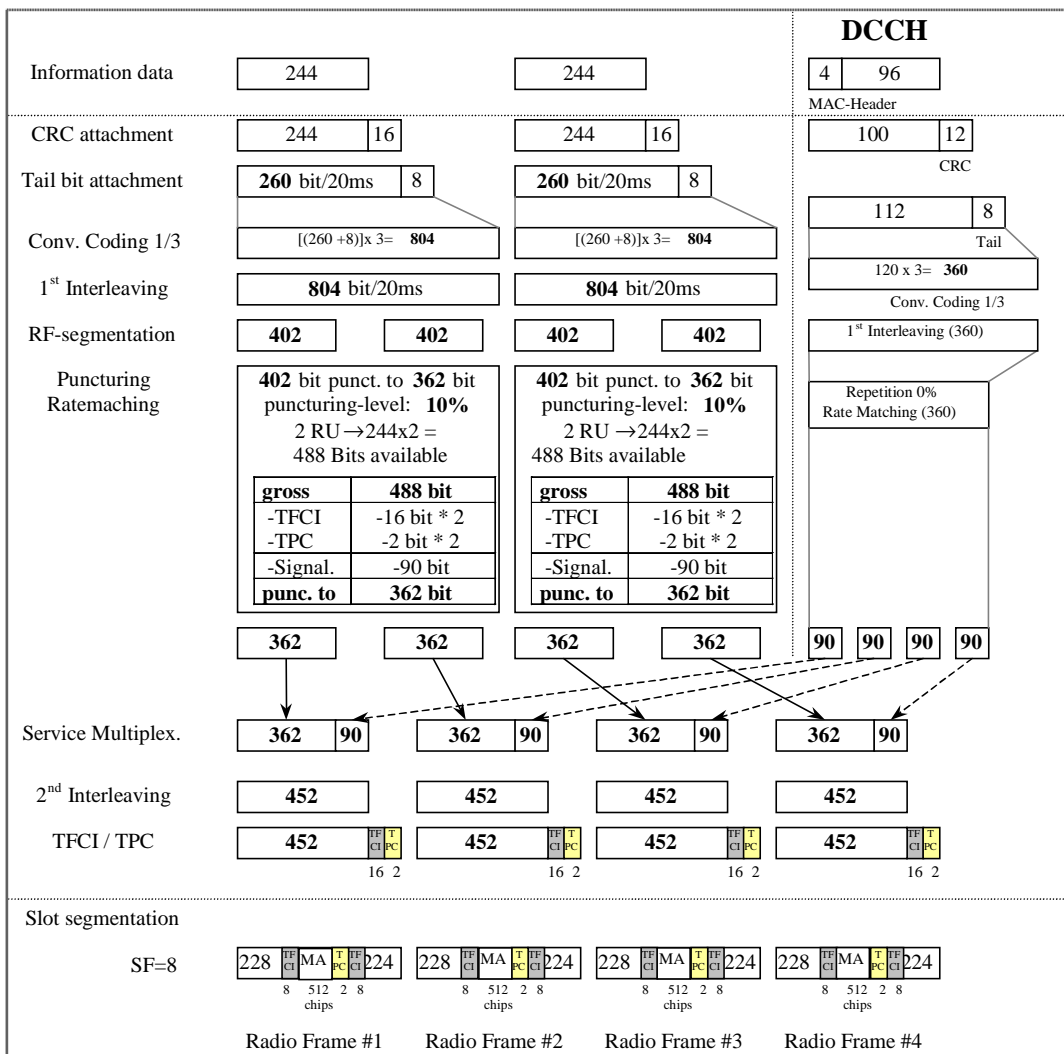 DCCH
Information data 244 244 4 96
MAC-Header
CRC attachment 244 16 244 16 100 12
CRC
Tail bit attachment 260 bit/20ms 8 260 bit/20ms 8
112 8
Tail
Conv. Coding 1/3 [(260 +8)]x 3= 804 [(260 +8)]x 3= 804
120 x 3= 360
Conv. Coding 1/3
1st Interleaving 804 bit/20ms 804 bit/20ms
RF-segmentation 402 402 402 402 1st Interleaving (360)
Puncturing
Ratemaching
402 bit punct. to 362 bit
puncturing-level: 10%
2 RU →244x2 =
488 Bits available
gross 488 bit
-TFCI -16 bit * 2
-TPC -2 bit * 2
-Signal. -90 bit
punc. to 362 bit
402 bit punct. to 362 bit
puncturing-level: 10%
2 RU →244x2 =
488 Bits available
gross 488 bit
-TFCI -16 bit * 2
-TPC -2 bit * 2
-Signal. -90 bit
punc. to 362 bit
Repetition 0%
Rate Matching (360)
362 362 362 362 90 90 90 90
Service Multiplex. 362 90 362 90 362 90 362 90
2nd Interleaving 452 452 452 452
TFCI / TPC 452 TF CI T PC 452 TF CI T PC 452 TF CI T PC 452 TF CI T PC
16 2 16 2 16 2 16 2
Slot segmentation
SF=8 228 TF CI MA T PC TF CI 224 228 TF CI MA T PC TF CI 224 228 TF CI MA T PC TF CI 224 228 TF CI MA T PC TF CI 224
8 512 2 8 8 512 2 8 8 512 2 8 8 512 2 8
chips chips chips chips
Radio Frame #1 Radio Frame #2 Radio Frame #3 Radio Frame #4